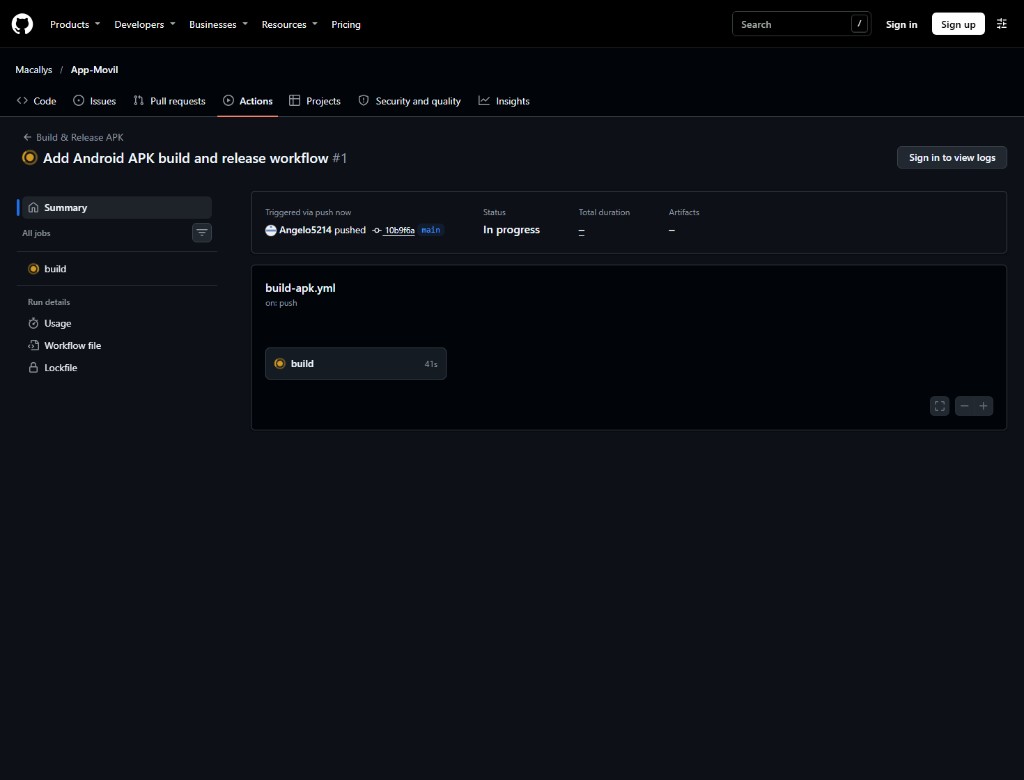 Products Developers Businesses Resources Pricing Search / Sign in Sign up
Macallys / App-Movil
Code Issues Pull requests Actions Projects Security and quality Insights
← Build & Release APK
Add Android APK build and release workflow #1
Sign in to view logs
Summary
All jobs
build
Run details
Usage
Workflow file
Lockfile
Triggered via push now
Angelo5214 pushed 10b9f6a main
Status
In progress
Total duration
–
Artifacts
–
build-apk.yml
on: push
build 41s